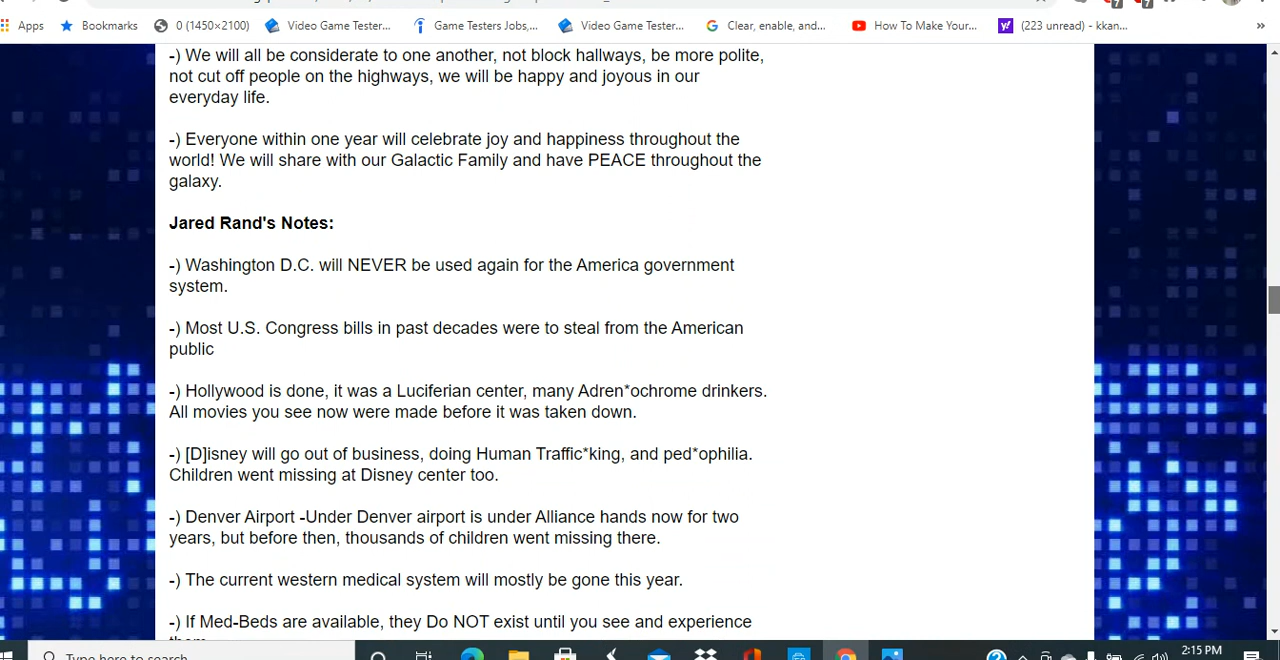 Apps Bookmarks 0 (1450×2100) Video Game Tester... Game Testers Jobs,... Video Game Tester... Clear, enable, and... How To Make Your... (223 unread) - kkan... »
-) We will all be considerate to one another, not block hallways, be more polite,
not cut off people on the highways, we will be happy and joyous in our
everyday life.
-) Everyone within one year will celebrate joy and happiness throughout the
world! We will share with our Galactic Family and have PEACE throughout the
galaxy.
Jared Rand's Notes:
-) Washington D.C. will NEVER be used again for the America government
system.
-) Most U.S. Congress bills in past decades were to steal from the American
public
-) Hollywood is done, it was a Luciferian center, many Adren*ochrome drinkers.
All movies you see now were made before it was taken down.
-) [D]isney will go out of business, doing Human Traffic*king, and ped*ophilia.
Children went missing at Disney center too.
-) Denver Airport -Under Denver airport is under Alliance hands now for two
years, but before then, thousands of children went missing there.
-) The current western medical system will mostly be gone this year.
-) If Med-Beds are available, they Do NOT exist until you see and experience
Type here to search
2:15 PM